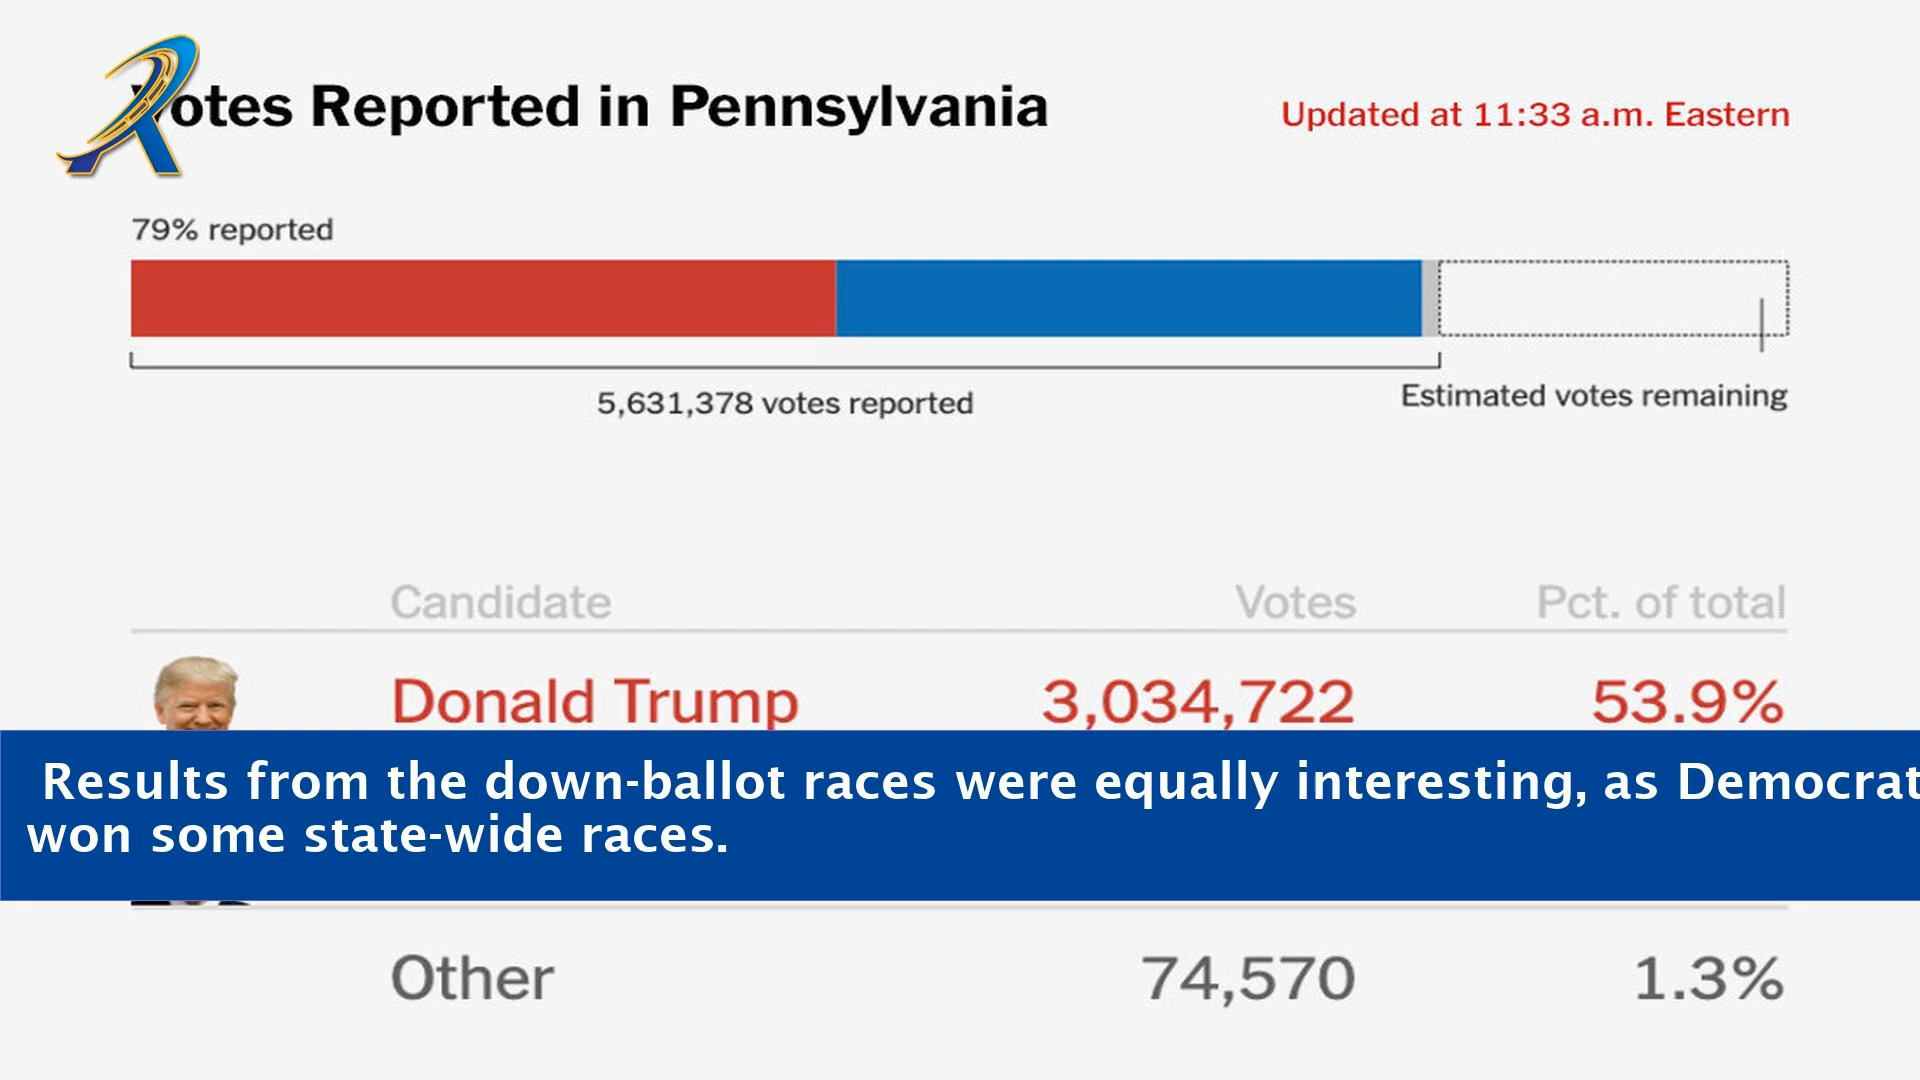 Votes Reported in Pennsylvania
Updated at 11:33 a.m. Eastern
79% reported
5,631,378 votes reported
Estimated votes remaining
Candidate Votes Pct. of total
Donald Trump 3,034,722 53.9%
Results from the down-ballot races were equally interesting, as Democrat
won some state-wide races.
Other 74,570 1.3%